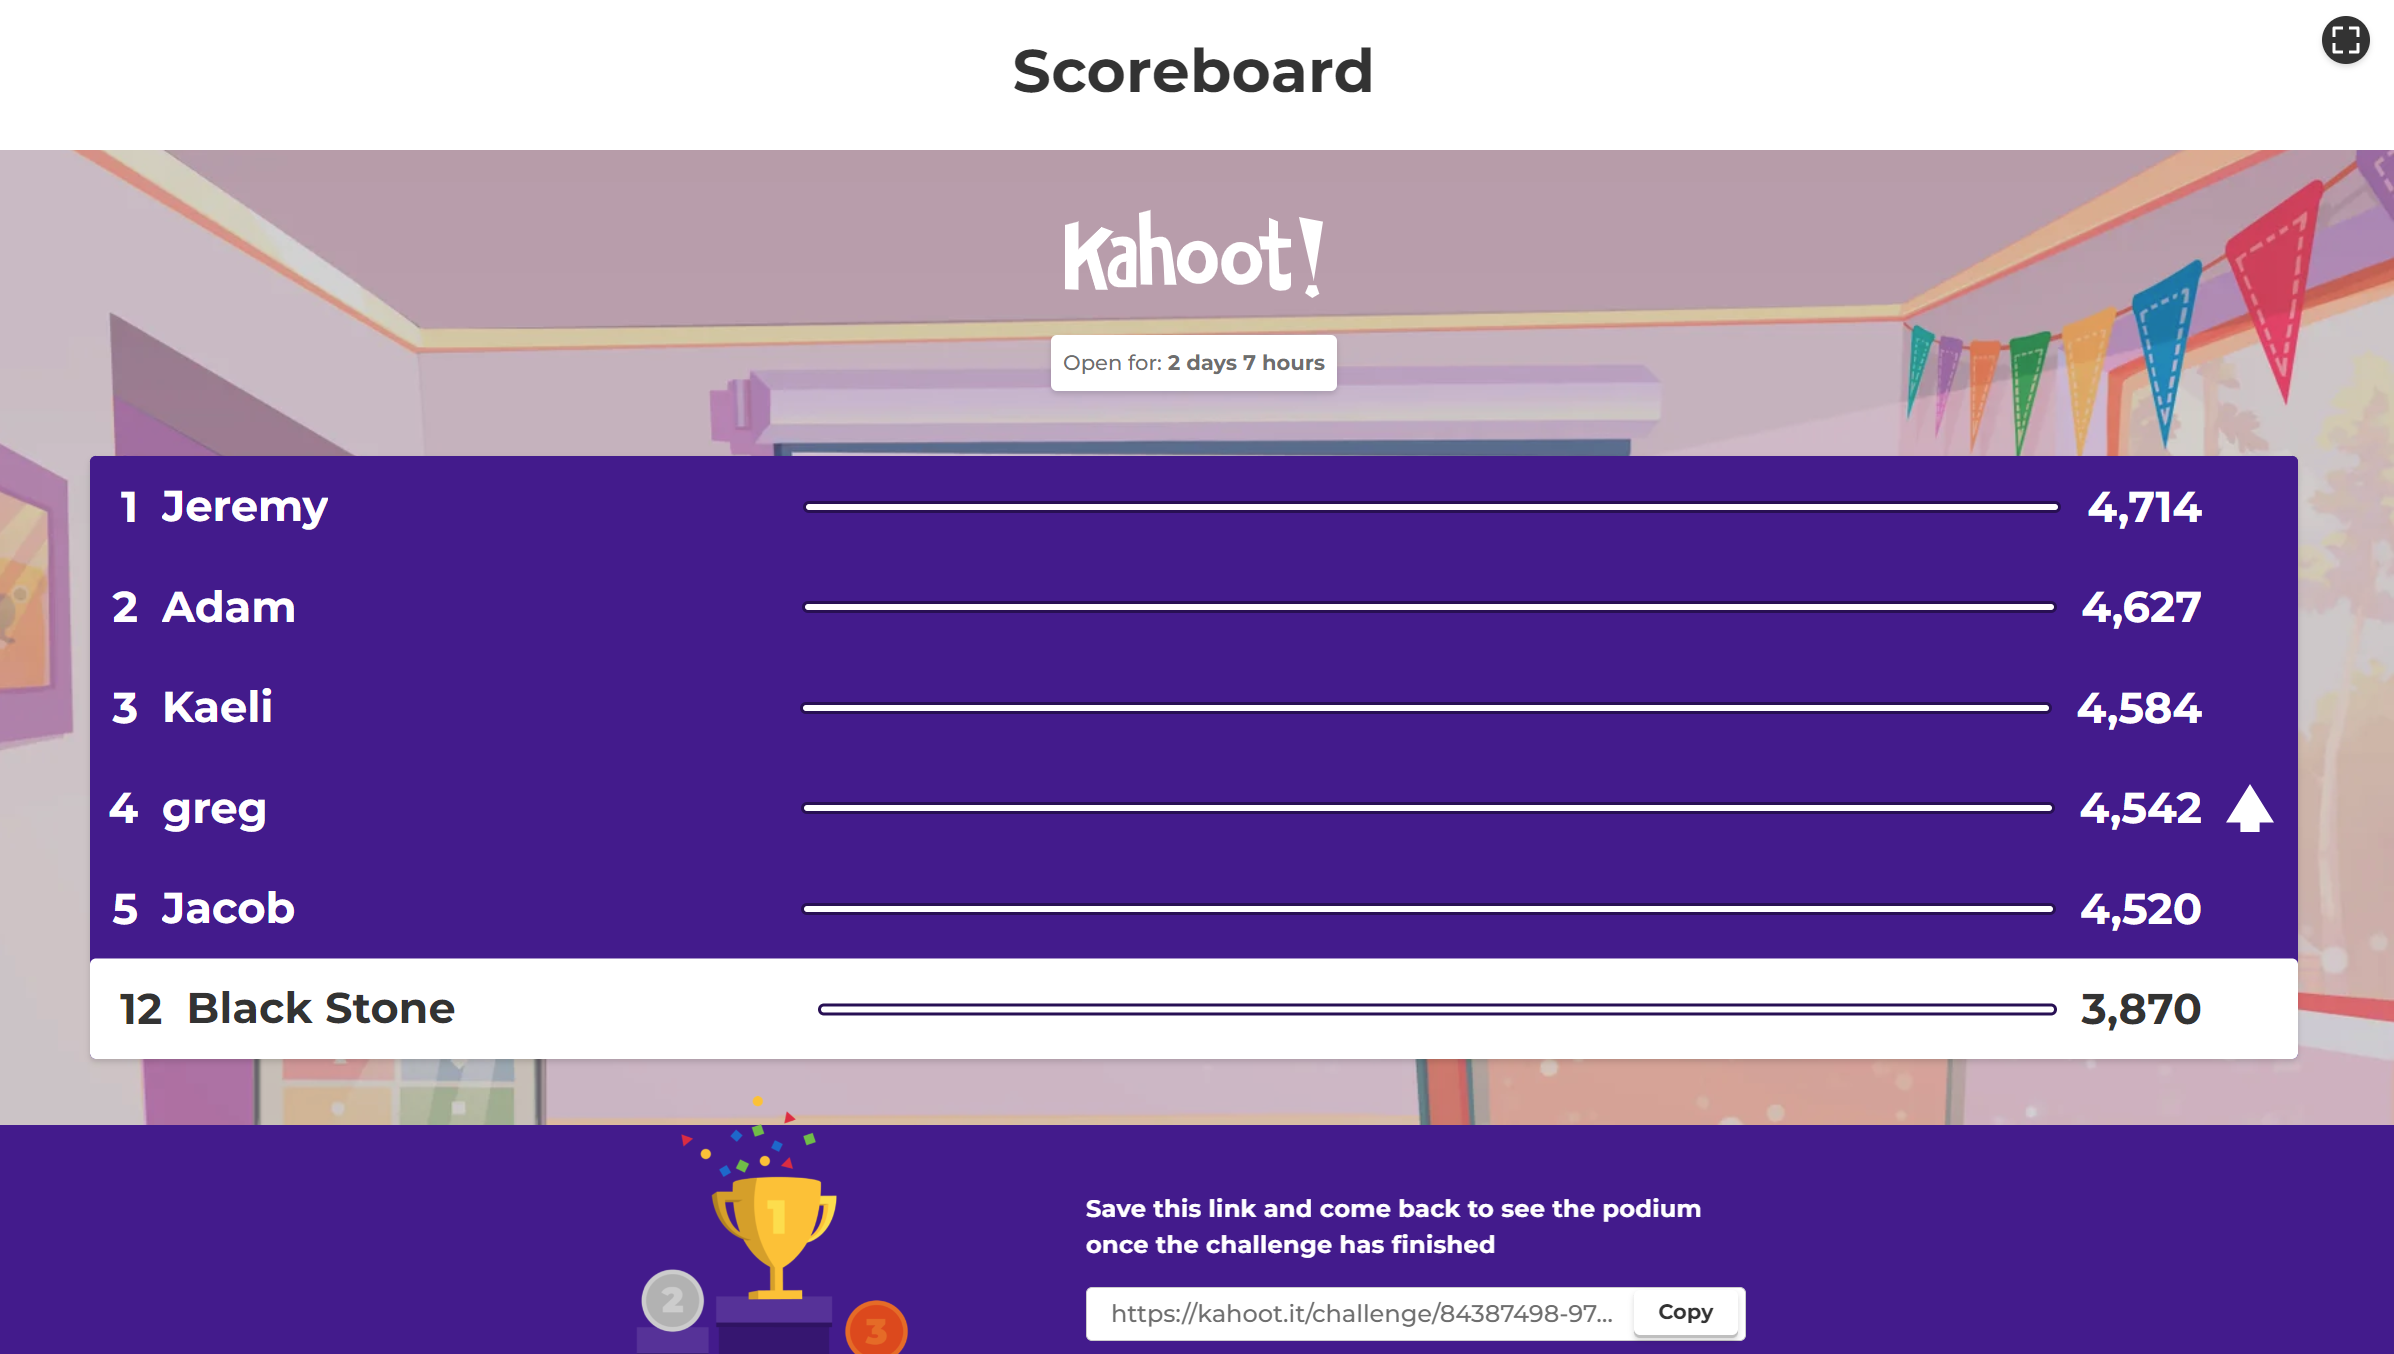 Scoreboard
Kahoot!
Open for: 2 days 7 hours
1 Jeremy 4,714
2 Adam 4,627
3 Kaeli 4,584
4 greg 4,542
5 Jacob 4,520
12 Black Stone 3,870
1
2
3
Save this link and come back to see the podium
once the challenge has finished
https://kahoot.it/challenge/84387498-97... Copy